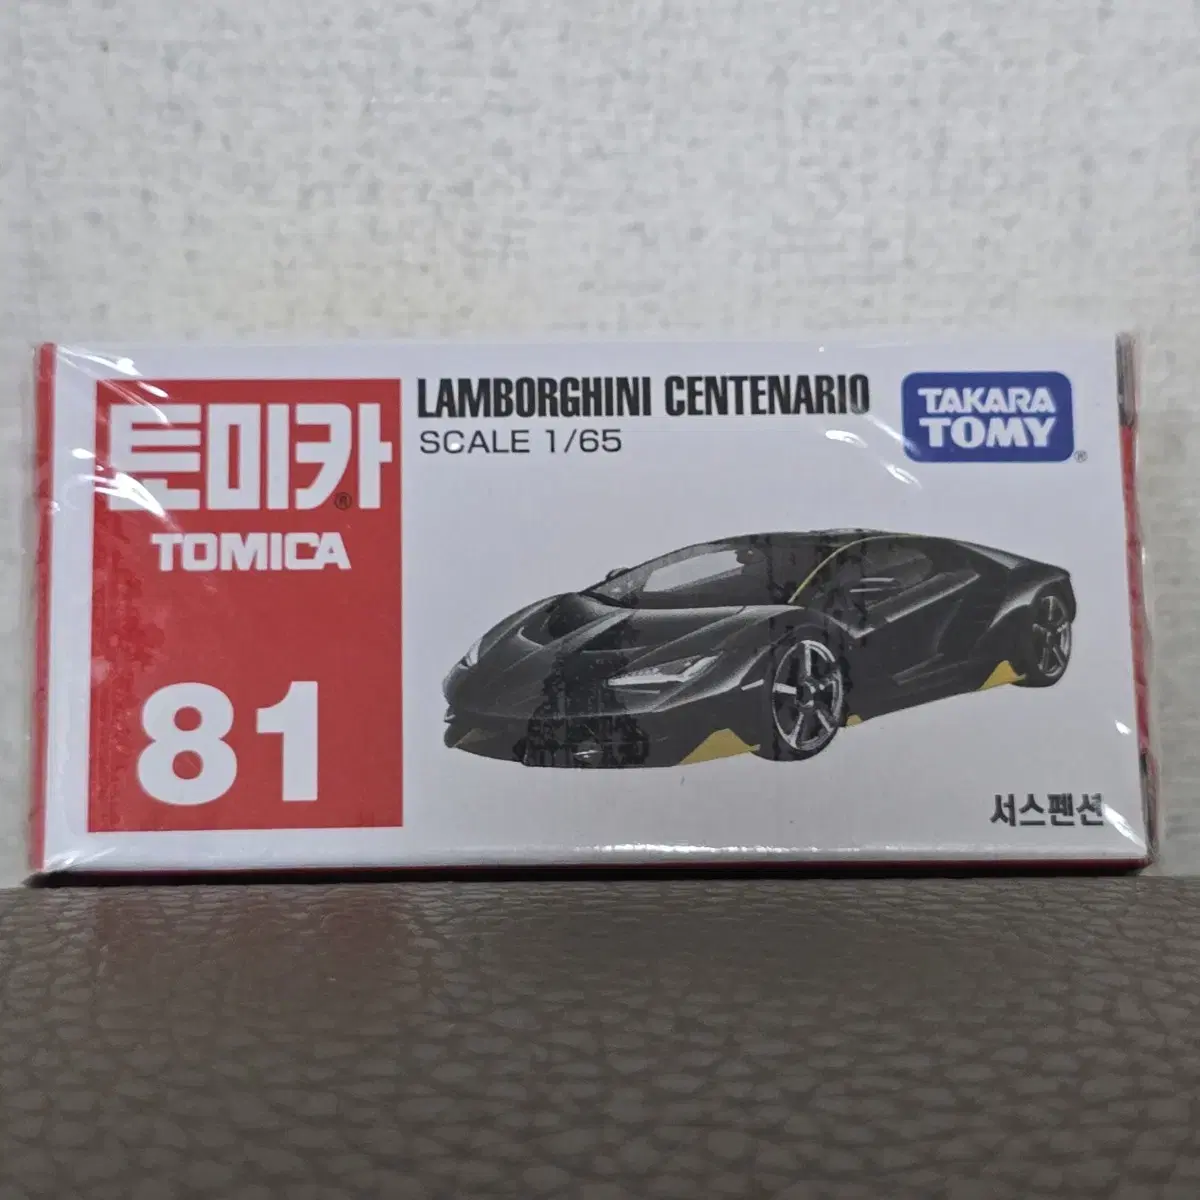 토미카®
TOMICA
81
LAMBORGHINI CENTENARIO
SCALE 1/65
TAKARA
TOMY®
서스펜션